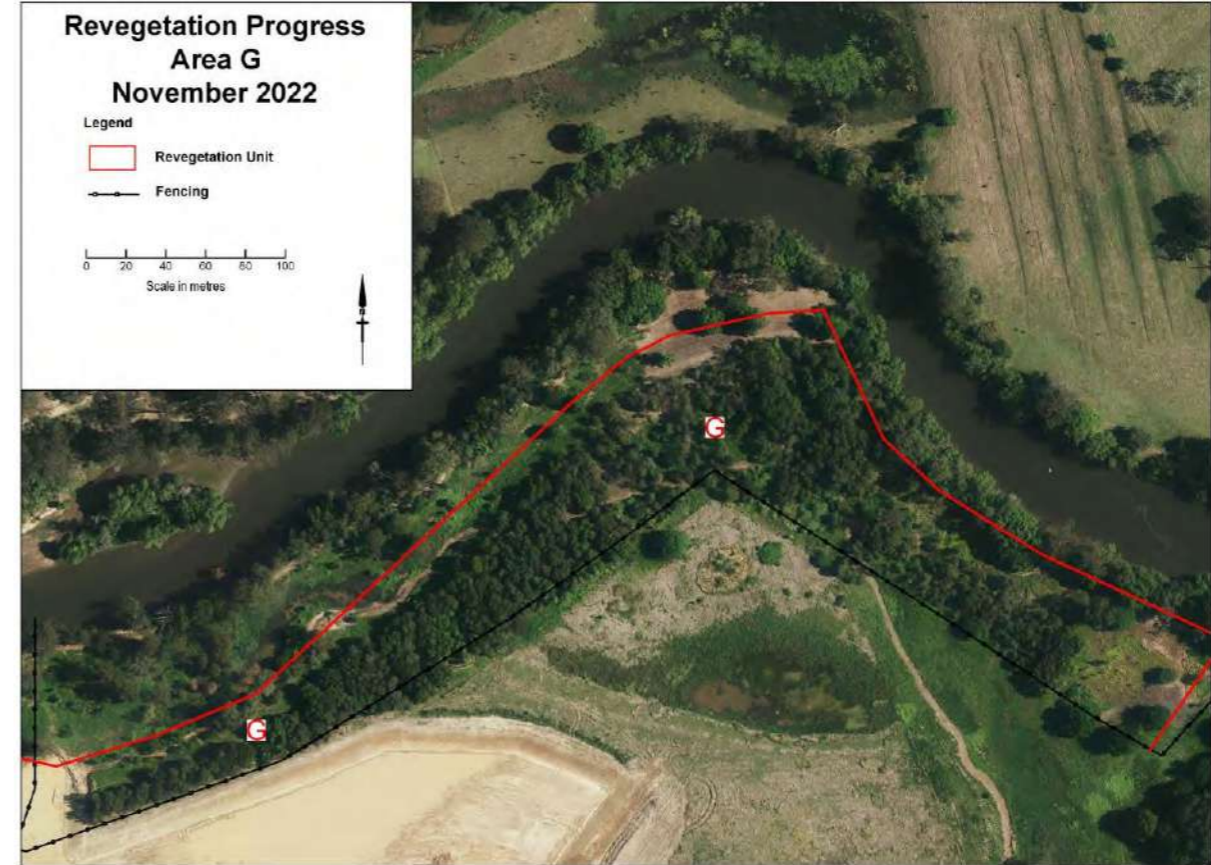 Revegetation Progress
Area G
November 2022
Legend
Revegetation Unit
Fencing
0 20 40 60 80 100
Scale in metres
G
G